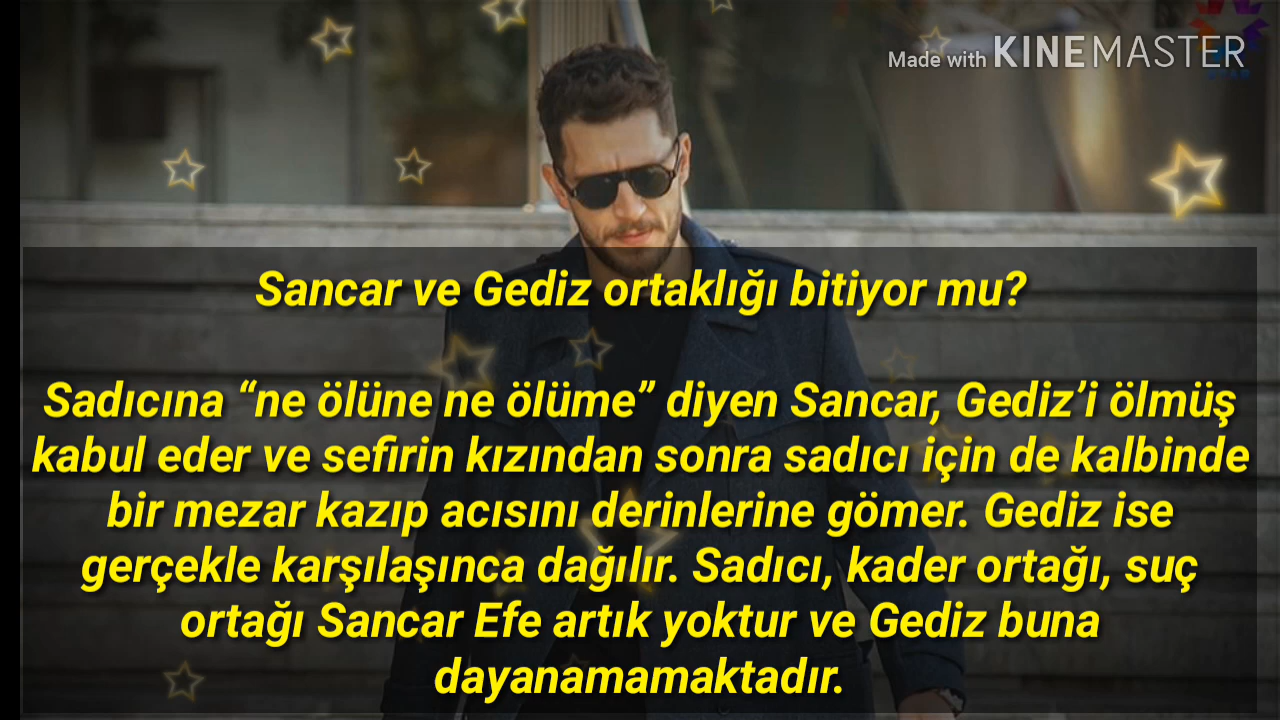 Made with KINEMASTER
Sancar ve Gediz ortaklığı bitiyor mu?
Sadıcına “ne ölüne ne ölüme” diyen Sancar, Gediz’i ölmüş
kabul eder ve sefirin kızından sonra sadıcı için de kalbinde
bir mezar kazıp acısını derinlerine gömer. Gediz ise
gerçekle karşılaşınca dağılır. Sadıcı, kader ortağı, suç
ortağı Sancar Efe artık yoktur ve Gediz buna
dayanamamaktadır.